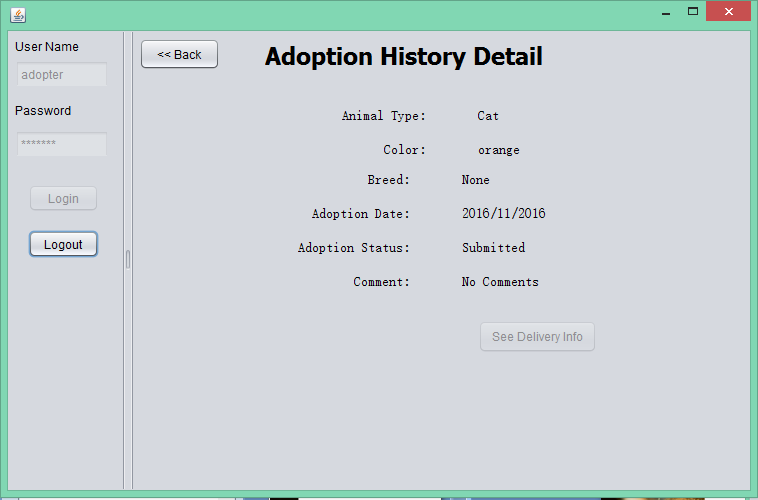 User Name
adopter
Password
*******
Login
Logout
<< Back
Adoption History Detail
Animal Type: Cat
Color: orange
Breed: None
Adoption Date: 2016/11/2016
Adoption Status: Submitted
Comment: No Comments
See Delivery Info